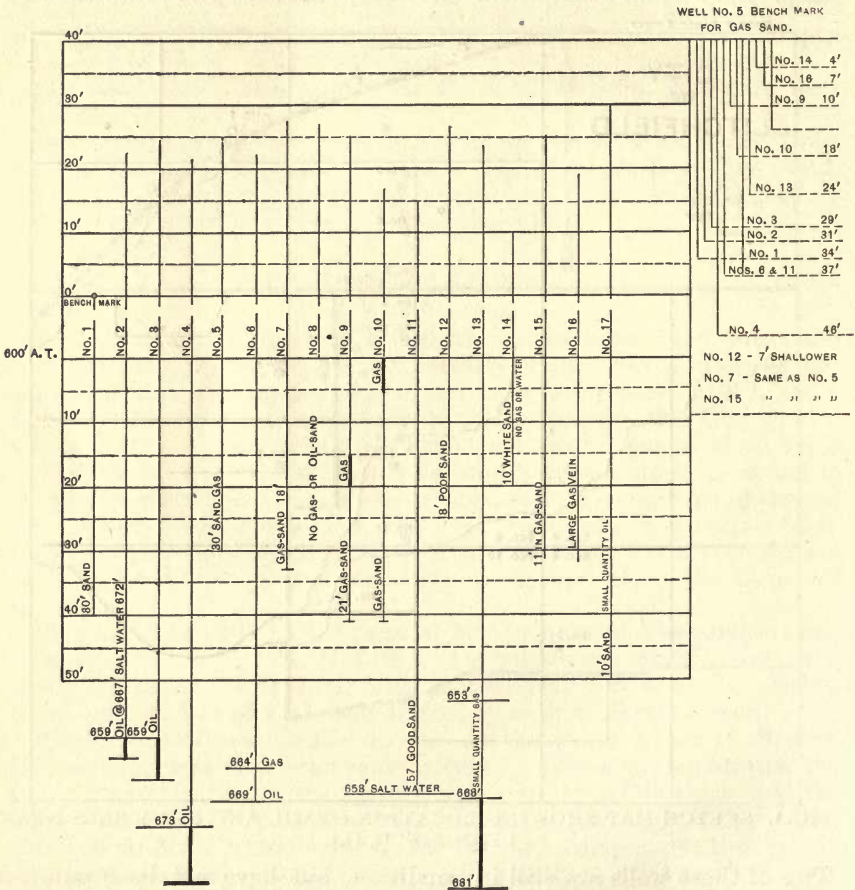 WELL NO. 5 BENCH MARK
FOR GAS SAND.
NO. 14 4'
NO. 16 7'
NO. 9 10'
NO. 10 18'
NO. 13 24'
NO. 3 29'
NO. 2 31'
NO. 1 34'
NOS. 6 & 11 37'
NO. 4 46'
NO. 12 - 7' SHALLOWER
NO. 7 - SAME AS NO. 5
NO. 15 " " " "
40'
30'
20'
10'
0'
BENCH MARK
600' A.T.
10'
20'
30'
40'
50'
NO. 1
NO. 2
NO. 3
NO. 4
NO. 5
NO. 6
NO. 7
NO. 8
NO. 9
NO. 10
NO. 11
NO. 12
NO. 13
NO. 14
NO. 15
NO. 16
NO. 17
80' SAND
OIL @ 667' SALT WATER 672'
659'
659' OIL
673' OIL
30' SAND. GAS
664' GAS
669' OIL
GAS-SAND 18'
NO GAS- OR OIL-SAND
GAS
21' GAS-SAND
GAS
GAS-SAND
57 GOOD SAND
658' SALT WATER
8' POOR SAND
653'
SMALL QUANTITY GAS
668'
681'
10' WHITE SAND
NO GAS OR WATER
11 IN GAS-SAND
LARGE GAS VEIN
SMALL QUANTITY OIL
10' SAND